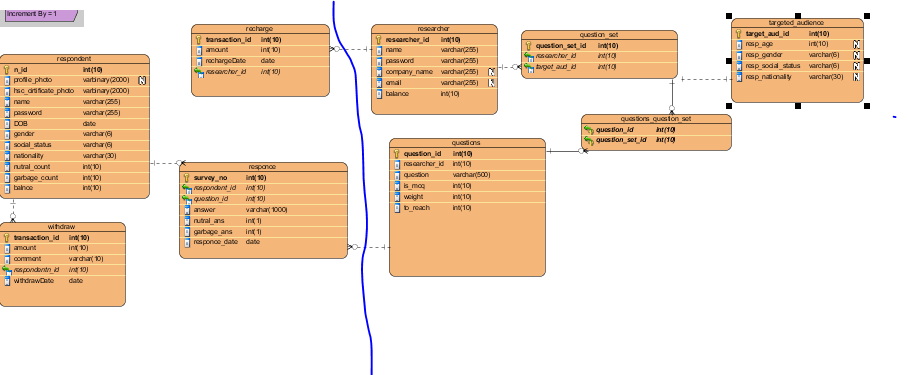 Increment By = 1
recharge
transaction_id int(10)
amount int(10)
rechargeDate date
researcher_id int(10)
researcher
researcher_id int(10)
name varchar(255)
password varchar(255)
company_name varchar(255) N
email varchar(255) N
balance int(10)
question_set
question_set_id int(10)
researcher_id int(10)
target_aud_id int(10)
targeted_audience
target_aud_id int(10)
resp_age int(10) N
resp_gender varchar(6) N
resp_social_status varchar(6) N
resp_nationality varchar(30) N
respondent
n_id int(10)
profile_photo varbinary(2000) N
hsc_cirtificate_photo varbinary(2000)
name varchar(255)
password varchar(255)
DOB date
gender varchar(6)
social_status varchar(6)
nationality varchar(30)
nutral_count int(10)
garbage_count int(10)
balnce int(10)
questions_question_set
question_id int(10)
question_set_id int(10)
questions
question_id int(10)
researcher_id int(10)
question varchar(500)
is_mcq int(10)
weight int(10)
to_reach int(10)
responce
survey_no int(10)
respondent_id int(10)
question_id int(10)
answer varchar(1000)
nutral_ans int(1)
garbage_ans int(1)
responce_date date
withdraw
transaction_id int(10)
amount int(10)
comment varchar(10)
respondentn_id int(10)
withdrawDate date